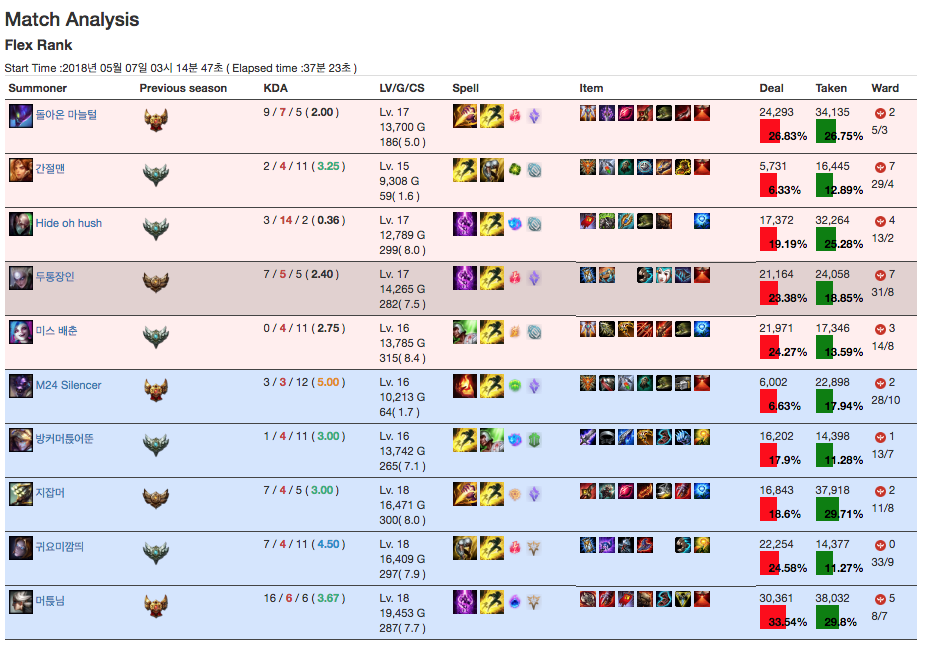 Match Analysis
Flex Rank
Start Time :2018년 05월 07일 03시 14분 47초 ( Elapsed time :37분 23초 )
Summoner Previous season KDA LV/G/CS Spell Item Deal Taken Ward
돌아온 마늘털 9 / 7 / 5 ( 2.00 ) Lv. 17 24,293 34,135 2
13,700 G 26.83% 26.75% 5/3
186( 5.0 )
간절맨 2 / 4 / 11 ( 3.25 ) Lv. 15 5,731 16,445 7
9,308 G 6.33% 12.89% 29/4
59( 1.6 )
Hide oh hush 3 / 14 / 2 ( 0.36 ) Lv. 17 17,372 32,264 4
12,789 G 19.19% 25.28% 13/2
299( 8.0 )
두통장인 7 / 5 / 5 ( 2.40 ) Lv. 17 21,164 24,058 7
14,265 G 23.38% 18.85% 31/8
282( 7.5 )
미스 배춘 0 / 4 / 11 ( 2.75 ) Lv. 16 21,971 17,346 3
13,785 G 24.27% 13.59% 14/8
315( 8.4 )
M24 Silencer 3 / 3 / 12 ( 5.00 ) Lv. 16 6,002 22,898 2
10,213 G 6.63% 17.94% 28/10
64( 1.7 )
방커머틊어뚠 1 / 4 / 11 ( 3.00 ) Lv. 16 16,202 14,398 1
13,742 G 17.9% 11.28% 13/7
265( 7.1 )
지잡머 7 / 4 / 5 ( 3.00 ) Lv. 18 16,843 37,918 2
16,471 G 18.6% 29.71% 11/8
300( 8.0 )
귀요미깜띄 7 / 4 / 11 ( 4.50 ) Lv. 18 22,254 14,377 0
16,409 G 24.58% 11.27% 33/9
297( 7.9 )
머틊님 16 / 6 / 6 ( 3.67 ) Lv. 18 30,361 38,032 5
19,453 G 33.54% 29.8% 8/7
287( 7.7 )